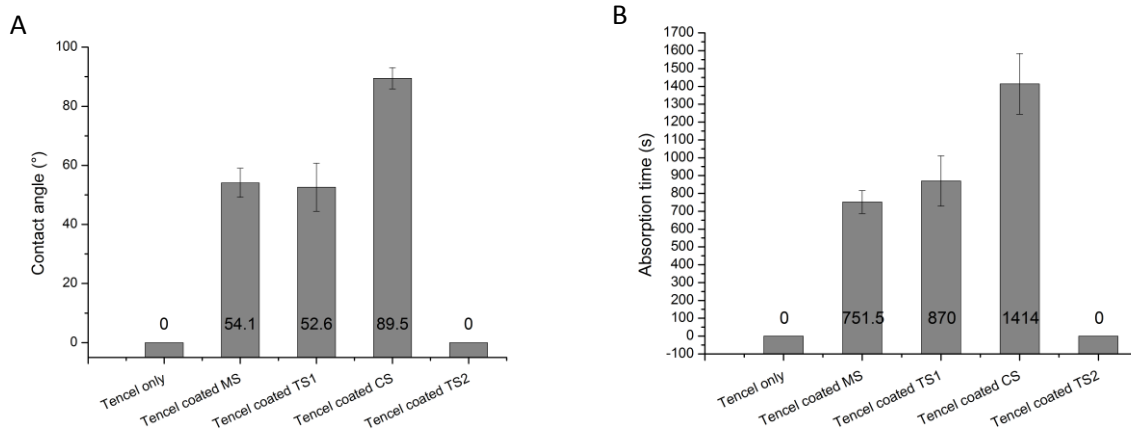 A
Contact angle (°)
100
80
60
40
20
0
0
54.1
52.6
89.5
0
Tencel only
Tencel coated MS
Tencel coated TS1
Tencel coated CS
Tencel coated TS2
B
Absorption time (s)
1700
1600
1500
1400
1300
1200
1100
1000
900
800
700
600
500
400
300
200
100
0
-100
0
751.5
870
1414
0
Tencel only
Tencel coated MS
Tencel coated TS1
Tencel coated CS
Tencel coated TS2